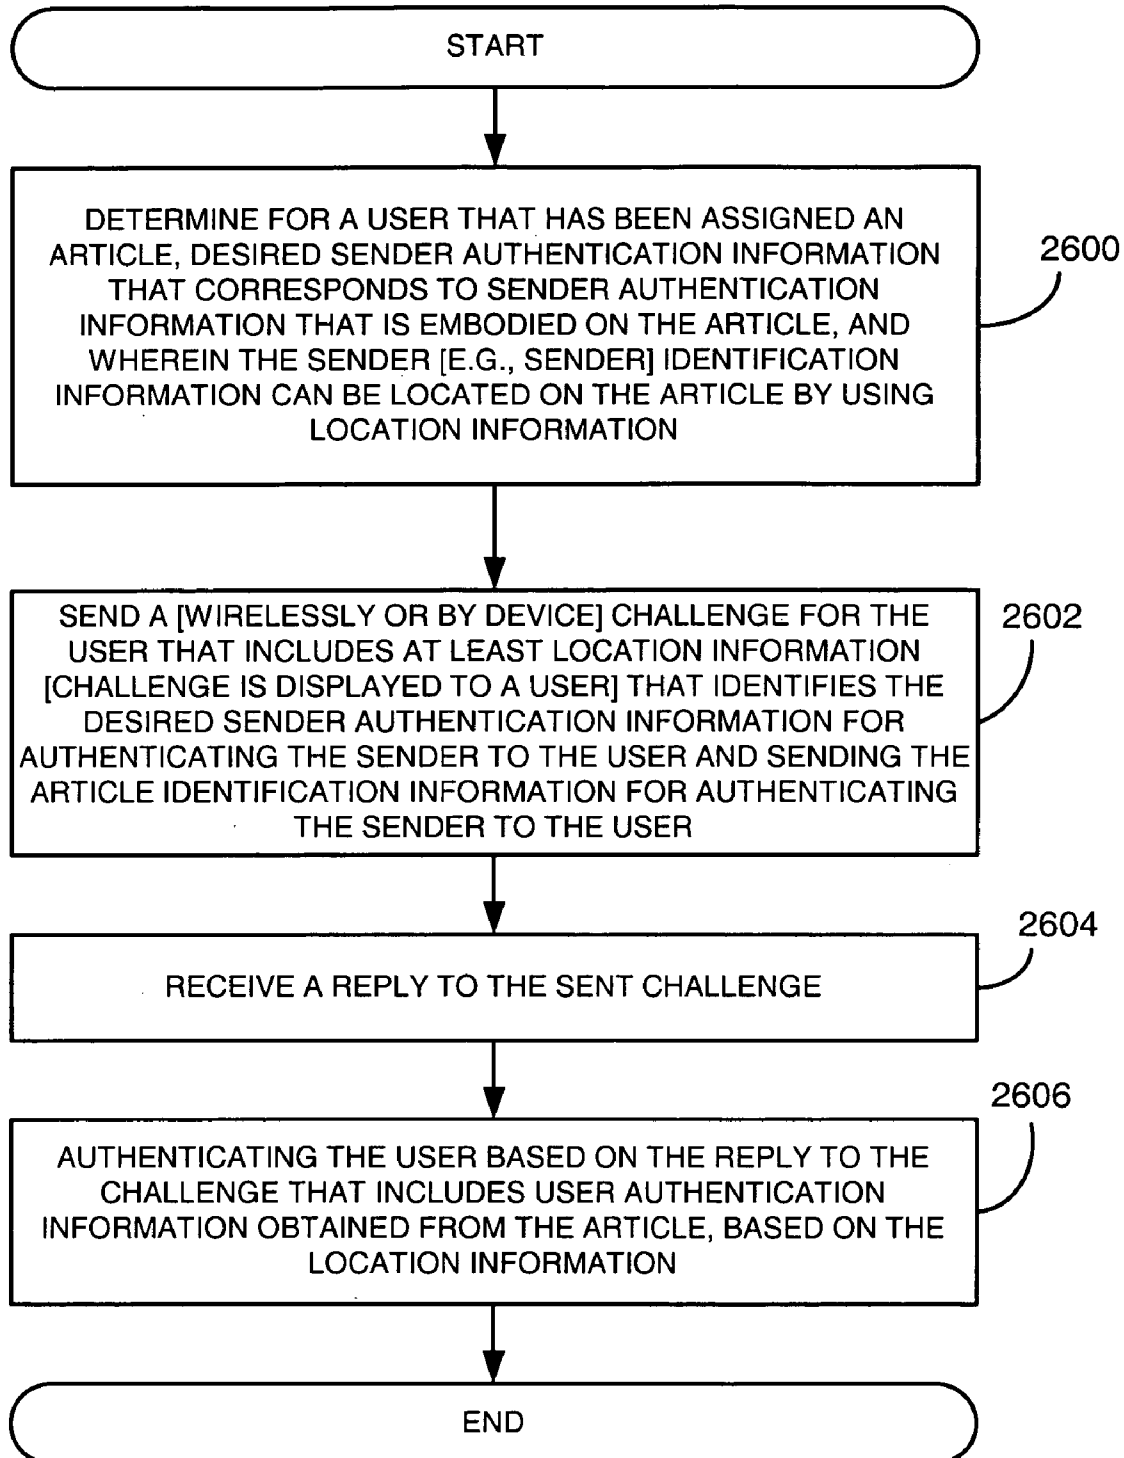 START
DETERMINE FOR A USER THAT HAS BEEN ASSIGNED AN
ARTICLE, DESIRED SENDER AUTHENTICATION INFORMATION
THAT CORRESPONDS TO SENDER AUTHENTICATION
INFORMATION THAT IS EMBODIED ON THE ARTICLE, AND
WHEREIN THE SENDER [E.G., SENDER] IDENTIFICATION
INFORMATION CAN BE LOCATED ON THE ARTICLE BY USING
LOCATION INFORMATION
2600
SEND A [WIRELESSLY OR BY DEVICE] CHALLENGE FOR THE
USER THAT INCLUDES AT LEAST LOCATION INFORMATION
[CHALLENGE IS DISPLAYED TO A USER] THAT IDENTIFIES THE
DESIRED SENDER AUTHENTICATION INFORMATION FOR
AUTHENTICATING THE SENDER TO THE USER AND SENDING THE
ARTICLE IDENTIFICATION INFORMATION FOR AUTHENTICATING
THE SENDER TO THE USER
2602
RECEIVE A REPLY TO THE SENT CHALLENGE
2604
AUTHENTICATING THE USER BASED ON THE REPLY TO THE
CHALLENGE THAT INCLUDES USER AUTHENTICATION
INFORMATION OBTAINED FROM THE ARTICLE, BASED ON THE
LOCATION INFORMATION
2606
END